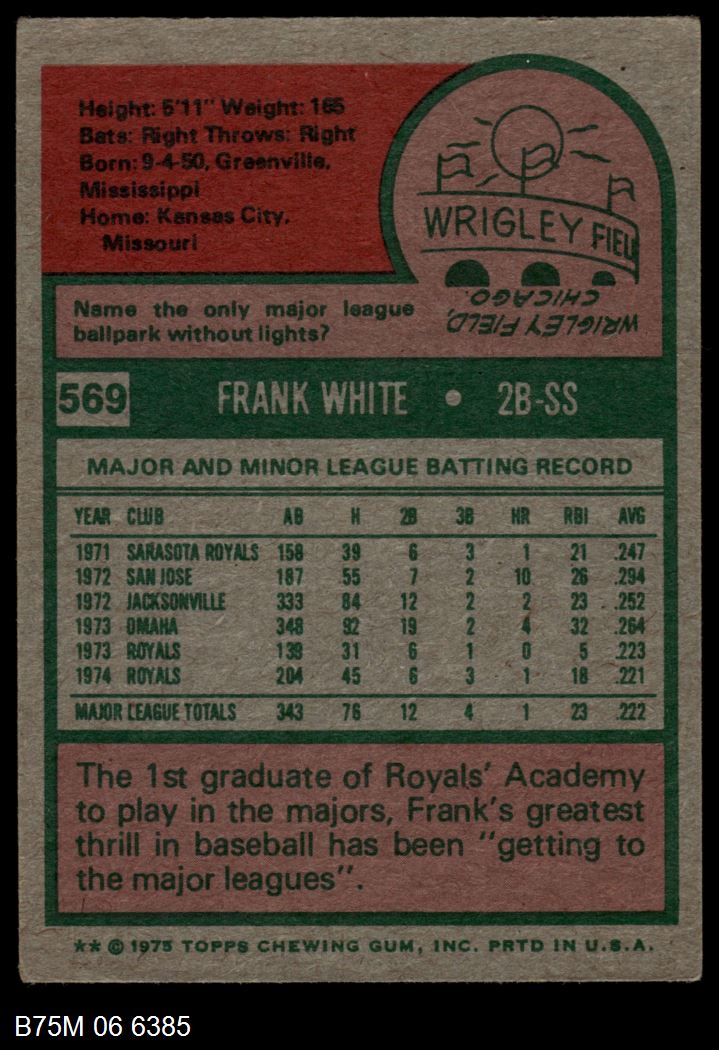 Height: 5'11" Weight: 165
Bats: Right Throws: Right
Born: 9-4-50, Greenville,
Mississippi
Home: Kansas City,
Missouri
WRIGLEY FIEL
WRIGLEY FIELD,
CHICAGO.
Name the only major league
ballpark without lights?
569 FRANK WHITE • 2B-SS
MAJOR AND MINOR LEAGUE BATTING RECORD
YEAR CLUB AB H 2B 3B HR RBI AVG
1971 SARASOTA ROYALS 158 39 6 3 1 21 .247
1972 SAN JOSE 187 55 7 2 10 26 .294
1972 JACKSONVILLE 333 84 12 2 2 23 .252
1973 OMAHA 348 92 19 2 4 32 .264
1973 ROYALS 139 31 6 1 0 5 .223
1974 ROYALS 204 45 6 3 1 18 .221
MAJOR LEAGUE TOTALS 343 76 12 4 1 23 .222
The 1st graduate of Royals' Academy
to play in the majors, Frank's greatest
thrill in baseball has been "getting to
the major leagues".
** © 1975 TOPPS CHEWING GUM, INC. PRTD IN U.S.A.
B75M 06 6385